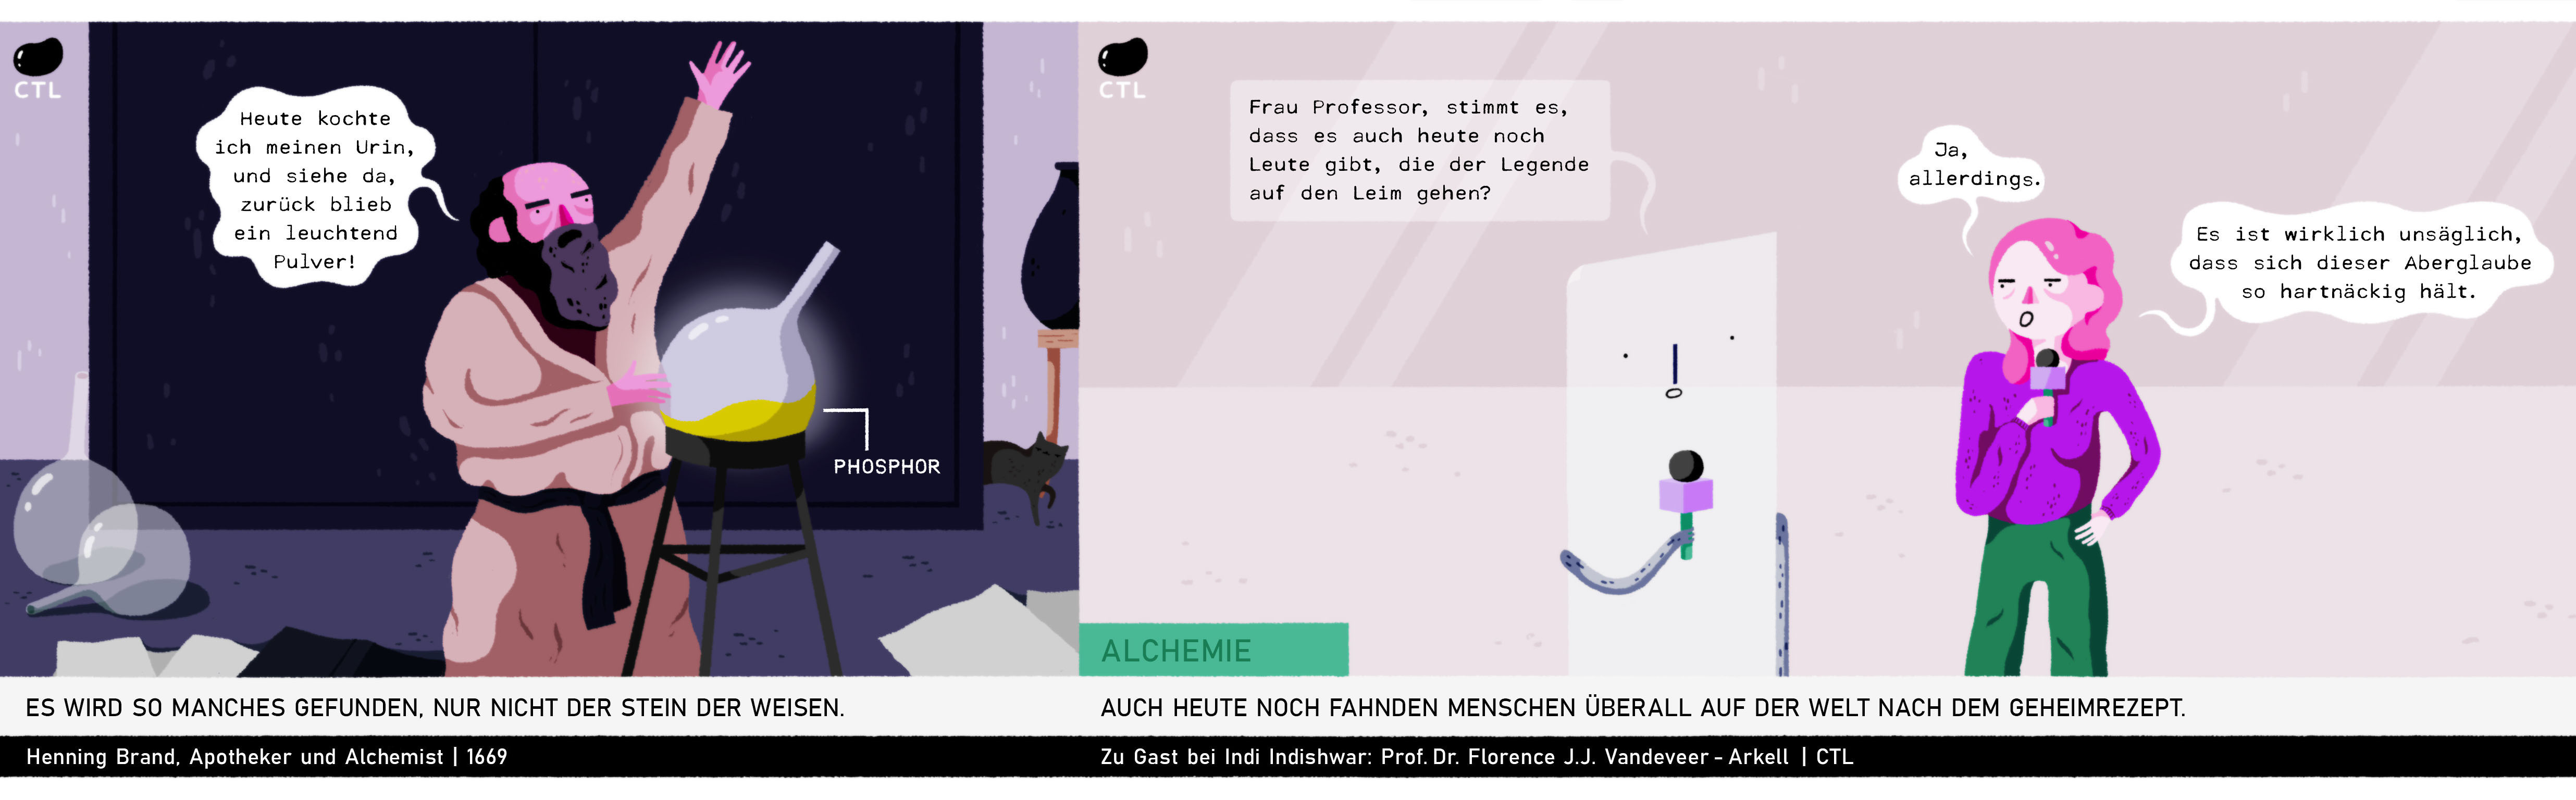 CTL
Heute kochte
ich meinen Urin,
und siehe da,
zurück blieb
ein leuchtend
Pulver!
PHOSPHOR
ES WIRD SO MANCHES GEFUNDEN, NUR NICHT DER STEIN DER WEISEN.
Henning Brand, Apotheker und Alchemist | 1669
CTL
Frau Professor, stimmt es,
dass es auch heute noch
Leute gibt, die der Legende
auf den Leim gehen?
Ja,
allerdings.
Es ist wirklich unsäglich,
dass sich dieser Aberglaube
so hartnäckig hält.
ALCHEMIE
AUCH HEUTE NOCH FAHNDEN MENSCHEN ÜBERALL AUF DER WELT NACH DEM GEHEIMREZEPT.
Zu Gast bei Indi Indishwar: Prof. Dr. Florence J.J. Vandeveer - Arkell | CTL